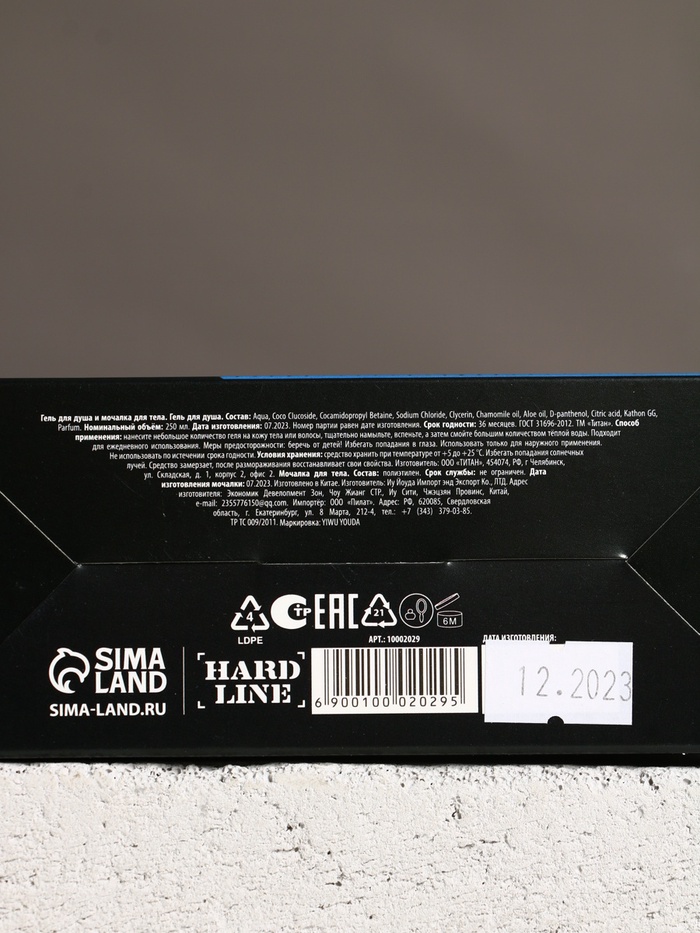 Гель для душа и мочалка для тела. Гель для душа. Состав: Aqua, Coco Clucoside, Cocamidopropyl Betaine, Sodium Chloride, Glycerin, Chamomile oil, Aloe oil, D-panthenol, Citric acid, Kathon GG,
Parfum. Номинальный объём: 250 мл. Дата изготовления: 07.2023. Номер партии равен дате изготовления. Срок годности: 36 месяцев. ГОСТ 31696-2012. ТМ «Титан». Способ
применения: нанесите небольшое количество геля на кожу тела или волосы, тщательно намыльте, вспеньте, а затем смойте большим количеством тёплой воды. Подходит
для ежедневного использования. Меры предосторожности: беречь от детей! Избегать попадания в глаза. Использовать только для наружного применения.
Не использовать по истечении срока годности. Условия хранения: средство хранить при температуре от +5 до +25 °С. Избегать попадания солнечных
лучей. Средство замерзает, после размораживания восстанавливает свои свойства. Изготовитель: ООО «ТИТАН», 454074, РФ, г Челябинск,
ул. Складская, д. 1, корпус 2, офис 2. Мочалка для тела. Состав: полиэтилен. Срок службы: не ограничен. Дата
изготовления мочалки: 07.2023. Изготовлено в Китае. Изготовитель: Иу Йоуда Импорт энд Экспорт Ко., ЛТД. Адрес
изготовителя: Экономик Девелопмент Зон, Чоу Жианг СТР., Иу Сити, Чжэцзян Провинс, Китай,
e-mail: 2355776150@qq.com. Импортёр: ООО «Пилат». Адрес: РФ, 620085, Свердловская
область, г. Екатеринбург, ул. 8 Марта, 212-4, тел.: +7 (343) 379-03-85.
ТР ТС 009/2011. Маркировка: YIWU YOUDA
4
LDPE
СТР
EAC
21
6M
АРТ.: 10002029
ДАТА ИЗГОТОВЛЕНИЯ:
SIMA
LAND
SIMA-LAND.RU
HARD
LINE
6 900100 020295
12.2023